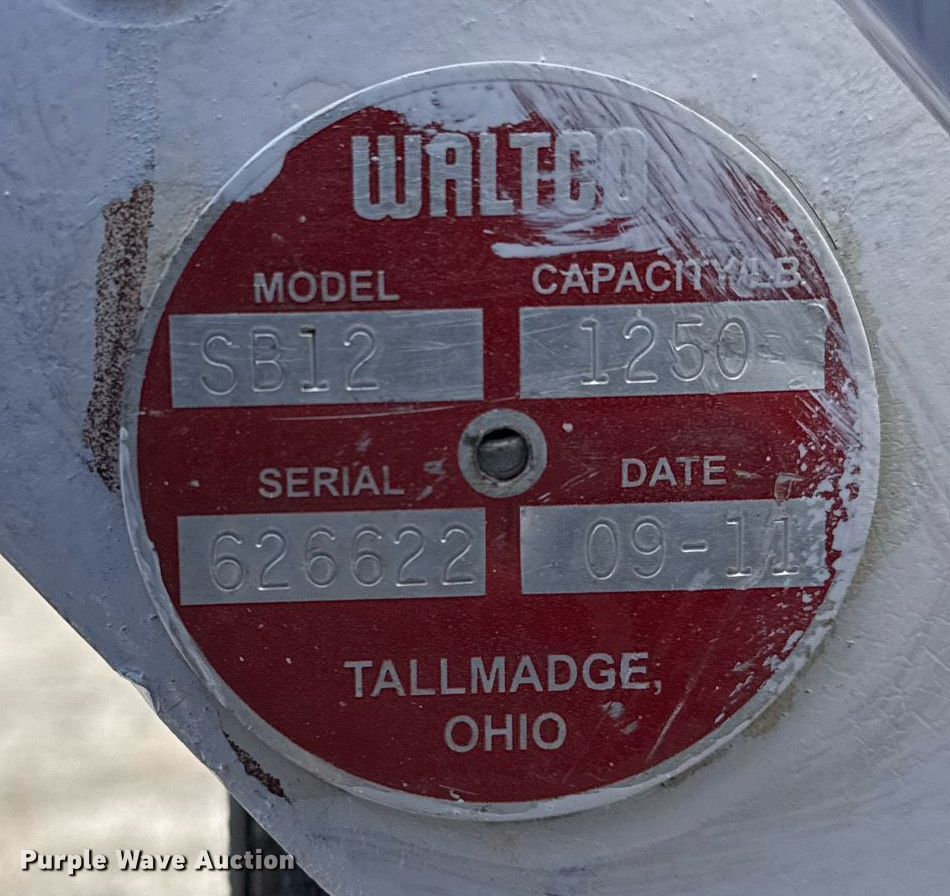 WALTCO
MODEL CAPACITY/LB.
SB12 1250
SERIAL DATE
626622 09-11
TALLMADGE,
OHIO
Purple Wave Auction